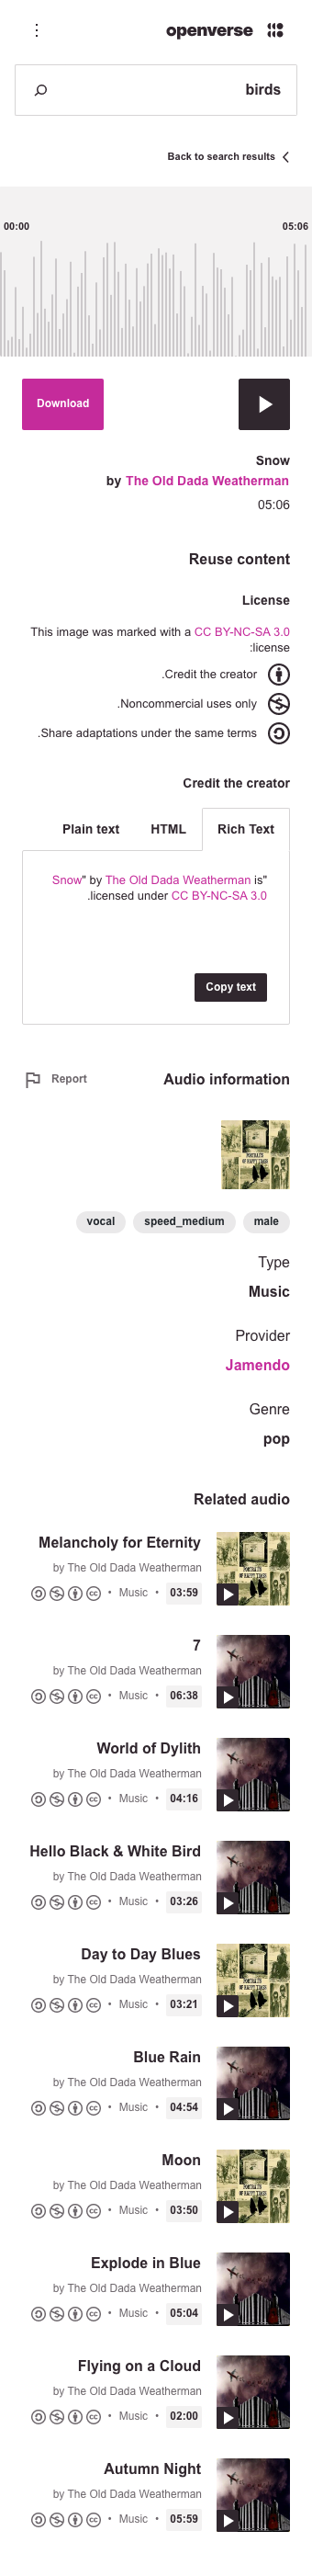 openverse
birds
Back to search results
00:00
05:06
Download
Snow
by The Old Dada Weatherman
05:06
Reuse content
License
This image was marked with a CC BY-NC-SA 3.0
:license
.Credit the creator
.Noncommercial uses only
.Share adaptations under the same terms
Credit the creator
Rich Text
HTML
Plain text
Snow" by The Old Dada Weatherman is"
.licensed under CC BY-NC-SA 3.0
Copy text
Audio information
Report
male
speed_medium
vocal
Type
Music
Provider
Jamendo
Genre
pop
Related audio
Melancholy for Eternity
by The Old Dada Weatherman
03:59 • Music •
7
by The Old Dada Weatherman
06:38 • Music •
World of Dylith
by The Old Dada Weatherman
04:16 • Music •
Hello Black & White Bird
by The Old Dada Weatherman
03:26 • Music •
Day to Day Blues
by The Old Dada Weatherman
03:21 • Music •
Blue Rain
by The Old Dada Weatherman
04:54 • Music •
Moon
by The Old Dada Weatherman
03:50 • Music •
Explode in Blue
by The Old Dada Weatherman
05:04 • Music •
Flying on a Cloud
by The Old Dada Weatherman
02:00 • Music •
Autumn Night
by The Old Dada Weatherman
05:59 • Music •